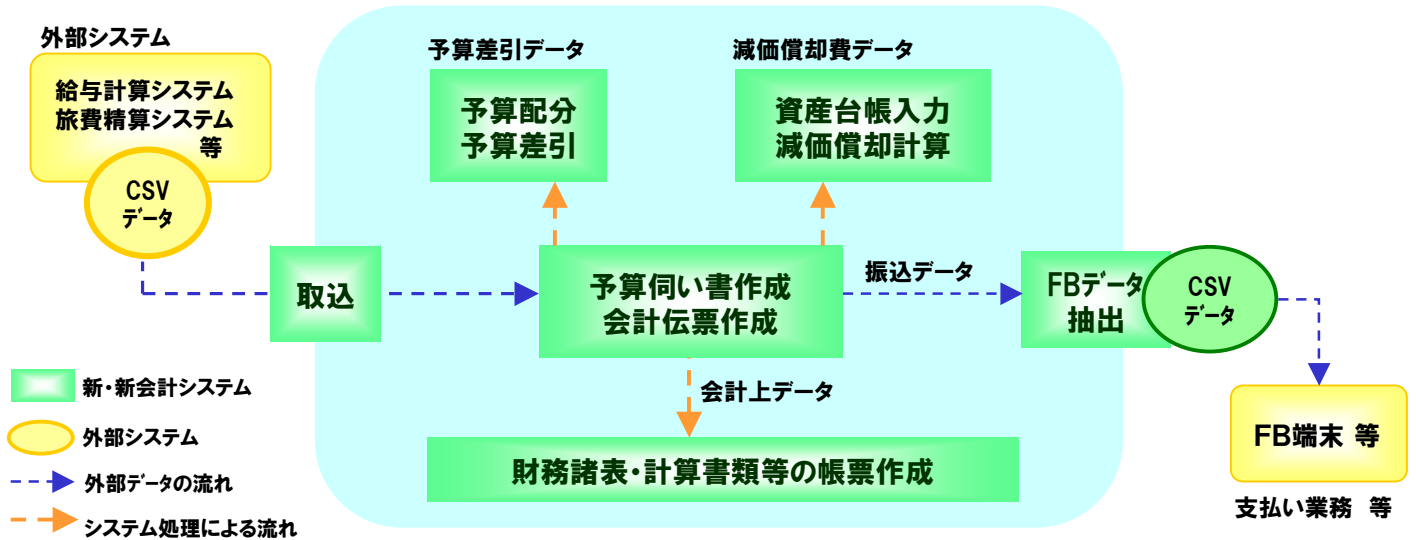 外部システム
給与計算システム
旅費精算システム
等
CSV
データ
予算差引データ
予算配分
予算差引
減価償却費データ
資産台帳入力
減価償却計算
取込
予算伺い書作成
会計伝票作成
振込データ
FBデータ
抽出
CSV
データ
会計上データ
財務諸表・計算書類等の帳票作成
FB端末 等
支払い業務 等
新・新会計システム
外部システム
外部データの流れ
システム処理による流れ